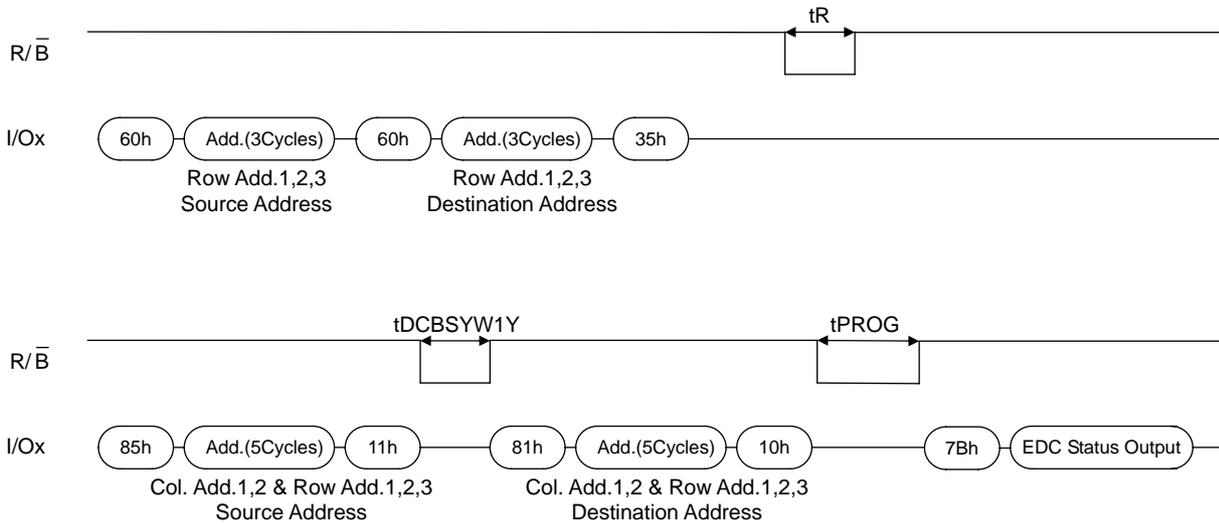 tR
R/B̅
I/Ox
60h Add.(3Cycles) 60h Add.(3Cycles) 35h
Row Add.1,2,3 Row Add.1,2,3
Source Address Destination Address
tDCBSYW1Y tPROG
R/B̅
I/Ox
85h Add.(5Cycles) 11h 81h Add.(5Cycles) 10h 7Bh EDC Status Output
Col. Add.1,2 & Row Add.1,2,3 Col. Add.1,2 & Row Add.1,2,3
Source Address Destination Address